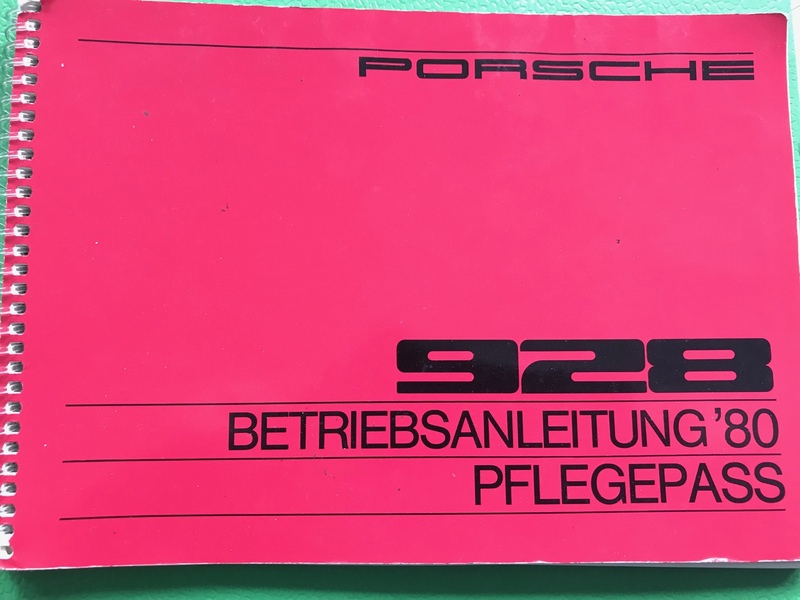 PORSCHE
928
BETRIEBSANLEITUNG '80
PFLEGEPASS